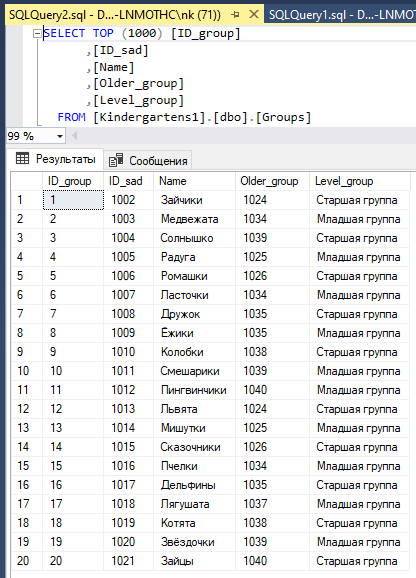 SQLQuery2.sql - D...-LNMOTHC\nk (71)) SQLQuery1.sql - D...-LNMOTHC
SELECT TOP (1000) [ID_group]
,[ID_sad]
,[Name]
,[Older_group]
,[Level_group]
FROM [Kindergartens1].[dbo].[Groups]
99 %
Результаты Сообщения
ID_group ID_sad Name Older_group Level_group
1 1 1002 Зайчики 1024 Старшая группа
2 2 1003 Медвежата 1034 Младшая группа
3 3 1004 Солнышко 1039 Старшая группа
4 4 1005 Радуга 1025 Младшая группа
5 5 1006 Ромашки 1026 Старшая группа
6 6 1007 Ласточки 1034 Младшая группа
7 7 1008 Дружок 1035 Старшая группа
8 8 1009 Ёжики 1035 Младшая группа
9 9 1010 Колобки 1038 Старшая группа
10 10 1011 Смешарики 1039 Младшая группа
11 11 1012 Пингвинчики 1040 Младшая группа
12 12 1013 Львята 1024 Старшая группа
13 13 1014 Мишутки 1025 Младшая группа
14 14 1015 Сказочники 1026 Старшая группа
15 15 1016 Пчелки 1034 Младшая группа
16 16 1017 Дельфины 1035 Старшая группа
17 17 1018 Лягушата 1037 Младшая группа
18 18 1019 Котята 1038 Старшая группа
19 19 1020 Звёздочки 1039 Младшая группа
20 20 1021 Зайцы 1040 Старшая группа